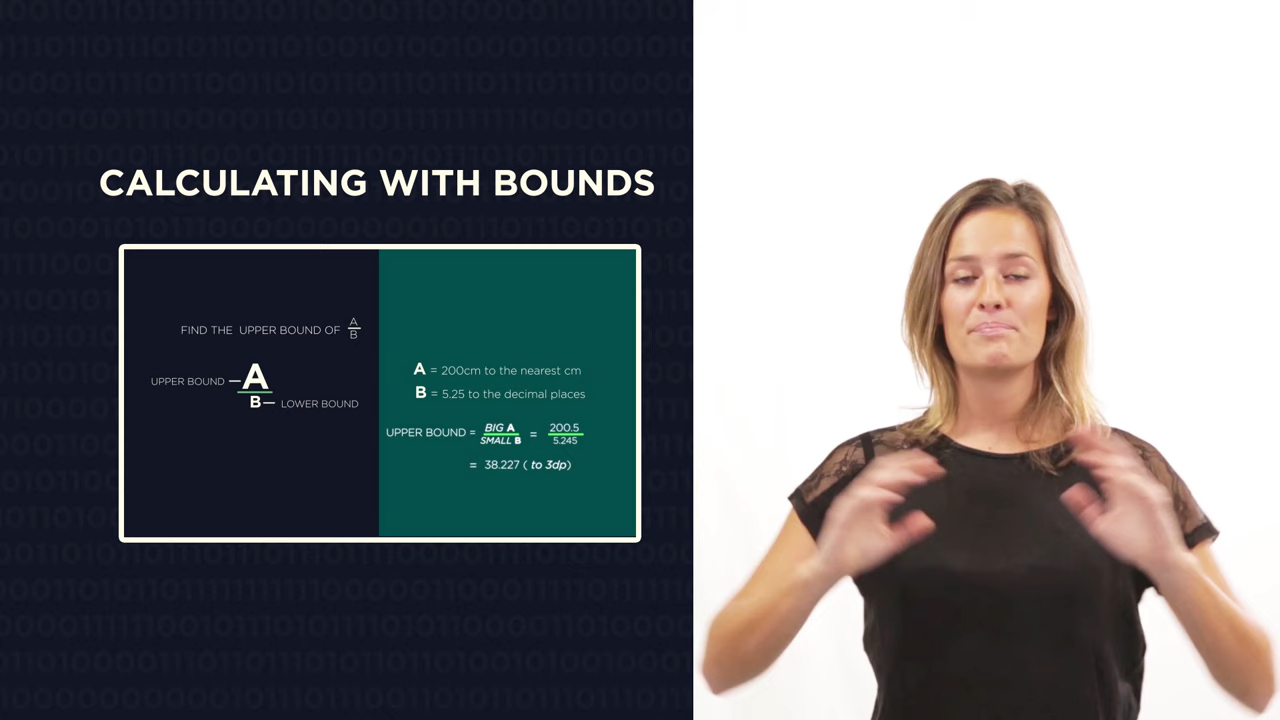 CALCULATING WITH BOUNDS
FIND THE UPPER BOUND OF A/B
UPPER BOUND — A
B — LOWER BOUND
A = 200cm to the nearest cm
B = 5.25 to the decimal places
UPPER BOUND = BIG A / SMALL B = 200.5 / 5.245
= 38.227 ( to 3dp)